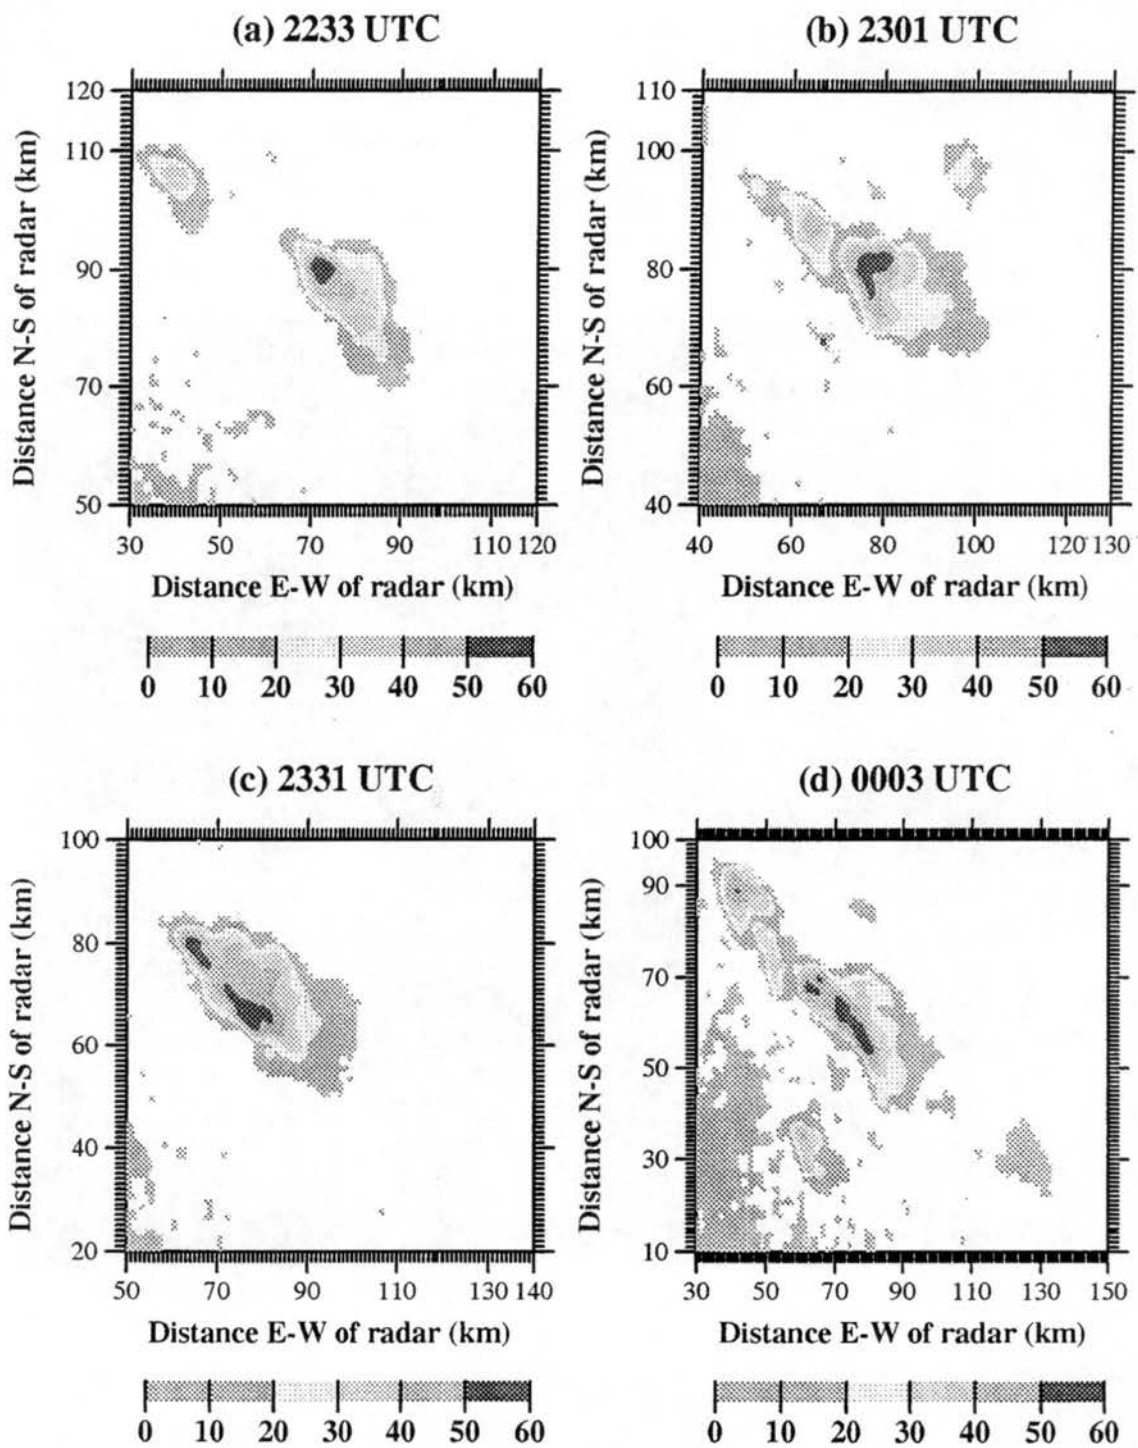 (a) 2233 UTC
120
110
90
70
50
30 50 70 90 110 120
Distance N-S of radar (km)
Distance E-W of radar (km)
0 10 20 30 40 50 60
(b) 2301 UTC
110
100
80
60
40
40 60 80 100 120 130
Distance N-S of radar (km)
Distance E-W of radar (km)
0 10 20 30 40 50 60
(c) 2331 UTC
100
80
60
40
20
50 70 90 110 130 140
Distance N-S of radar (km)
Distance E-W of radar (km)
0 10 20 30 40 50 60
(d) 0003 UTC
100
90
70
50
30
10
30 50 70 90 110 130 150
Distance N-S of radar (km)
Distance E-W of radar (km)
0 10 20 30 40 50 60